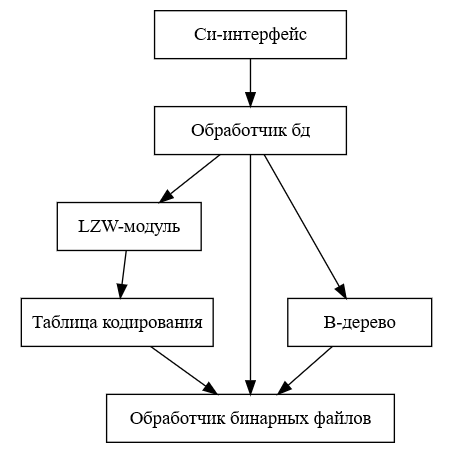 Си-интерфейс
Обработчик бд
LZW-модуль
Таблица кодирования
B-дерево
Обработчик бинарных файлов